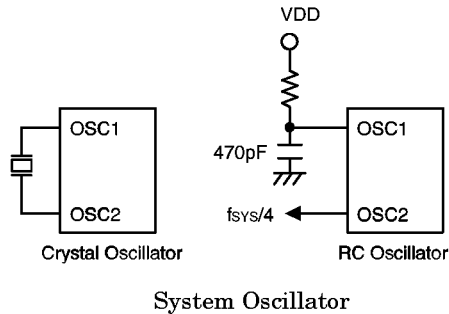 VDD
OSC1
OSC2
Crystal Oscillator
470pF
OSC1
fSYS/4
OSC2
RC Oscillator
System Oscillator